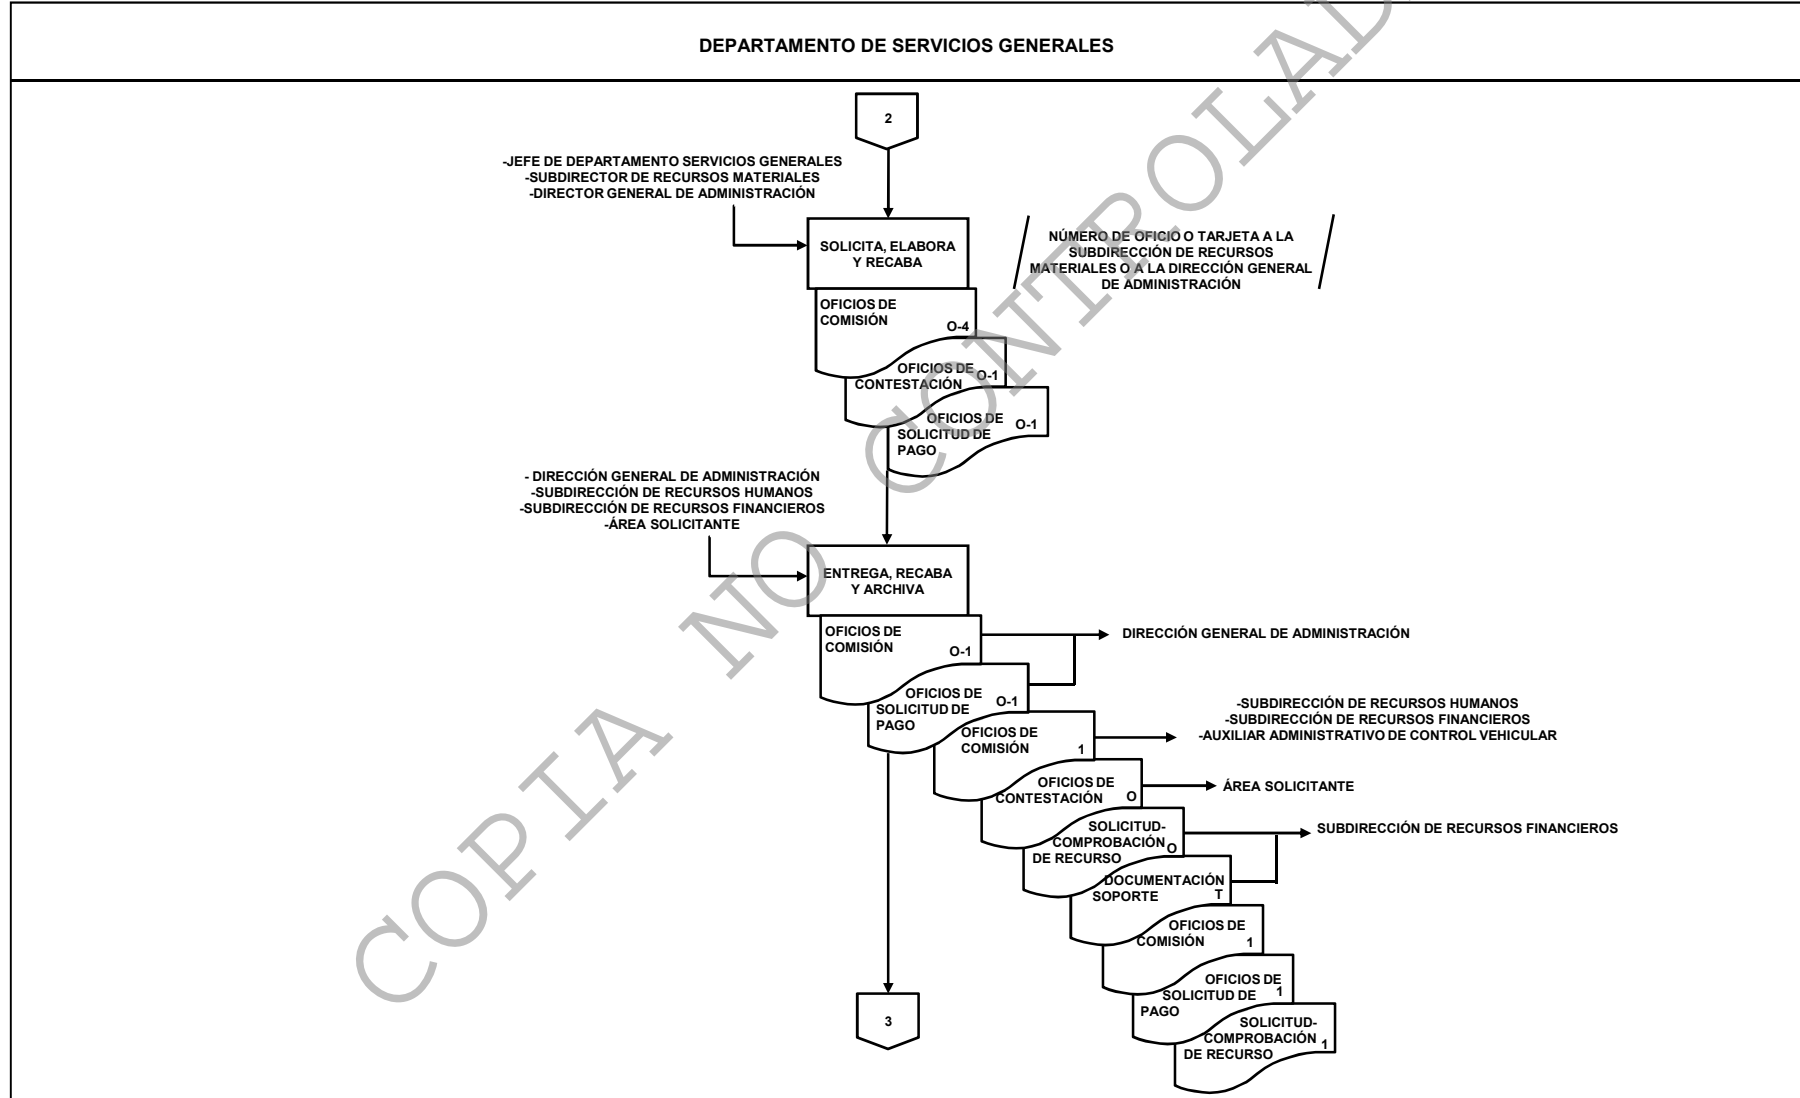 DEPARTAMENTO DE SERVICIOS GENERALES
2
-JEFE DE DEPARTAMENTO SERVICIOS GENERALES
-SUBDIRECTOR DE RECURSOS MATERIALES
-DIRECTOR GENERAL DE ADMINISTRACIÓN
SOLICITA, ELABORA
Y RECABA
NÚMERO DE OFICIO O TARJETA A LA
SUBDIRECCIÓN DE RECURSOS
MATERIALES O A LA DIRECCIÓN GENERAL
DE ADMINISTRACIÓN
OFICIOS DE
COMISIÓN
O-4
OFICIOS DE
CONTESTACIÓN
O-1
OFICIOS DE
SOLICITUD DE
PAGO
O-1
- DIRECCIÓN GENERAL DE ADMINISTRACIÓN
-SUBDIRECCIÓN DE RECURSOS HUMANOS
-SUBDIRECCIÓN DE RECURSOS FINANCIEROS
-ÁREA SOLICITANTE
ENTREGA, RECABA
Y ARCHIVA
OFICIOS DE
COMISIÓN
O-1
DIRECCIÓN GENERAL DE ADMINISTRACIÓN
OFICIOS DE
SOLICITUD DE
PAGO
O-1
OFICIOS DE
COMISIÓN
1
-SUBDIRECCIÓN DE RECURSOS HUMANOS
-SUBDIRECCIÓN DE RECURSOS FINANCIEROS
-AUXILIAR ADMINISTRATIVO DE CONTROL VEHICULAR
OFICIOS DE
CONTESTACIÓN
O
ÁREA SOLICITANTE
SOLICITUD-
COMPROBACIÓN
DE RECURSO
O
SUBDIRECCIÓN DE RECURSOS FINANCIEROS
DOCUMENTACIÓN
SOPORTE
T
OFICIOS DE
COMISIÓN
1
OFICIOS DE
SOLICITUD DE
PAGO
1
SOLICITUD-
COMPROBACIÓN
DE RECURSO
1
3
COPIA NO CONTROLAD